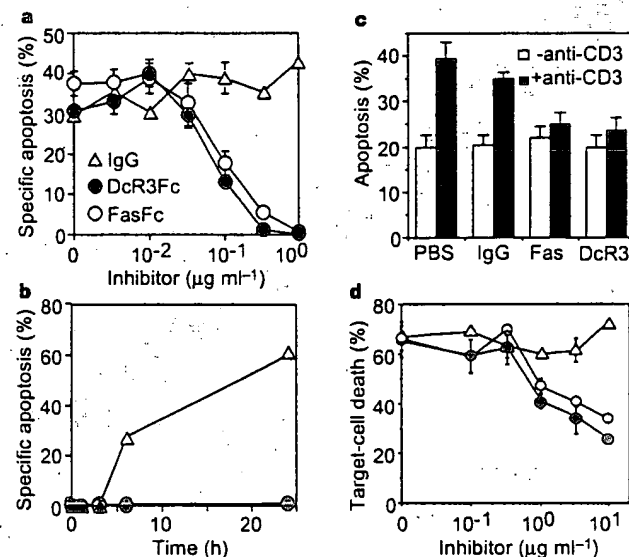 a
Specific apoptosis (%)
50
40
30
20
10
0
IgG
DcR3Fc
FasFc
0 10⁻² 10⁻¹ 10⁰
Inhibitor (µg ml⁻¹)
c
Apoptosis (%)
40
30
20
10
0
-anti-CD3
+anti-CD3
PBS IgG Fas DcR3
b
Specific apoptosis (%)
80
60
40
20
0
0 10 20
Time (h)
d
Target-cell death (%)
80
60
40
20
0
0 10⁻¹ 10⁰ 10¹
Inhibitor (µg ml⁻¹)